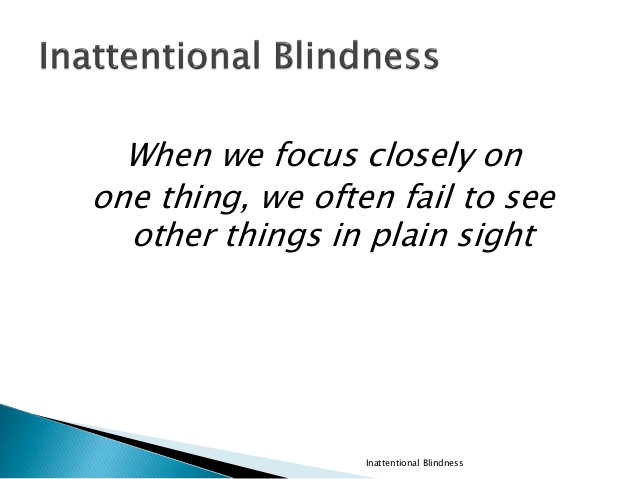 Inattentional Blindness
When we focus closely on
one thing, we often fail to see
other things in plain sight
Inattentional Blindness